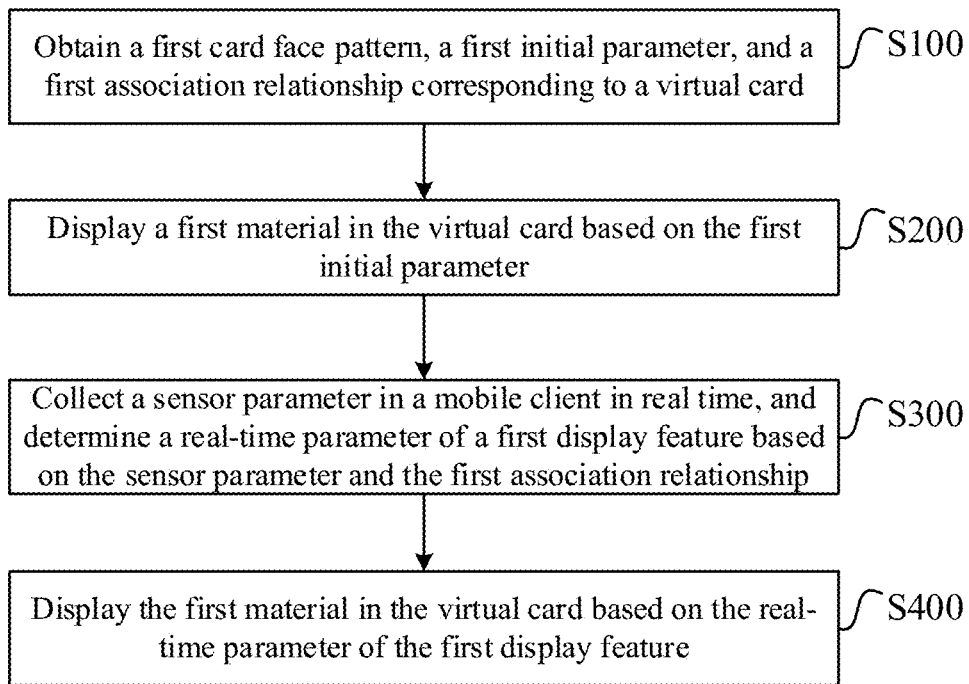 Obtain a first card face pattern, a first initial parameter, and a
first association relationship corresponding to a virtual card
S100
Display a first material in the virtual card based on the first
initial parameter
S200
Collect a sensor parameter in a mobile client in real time, and
determine a real-time parameter of a first display feature based
on the sensor parameter and the first association relationship
S300
Display the first material in the virtual card based on the real-
time parameter of the first display feature
S400